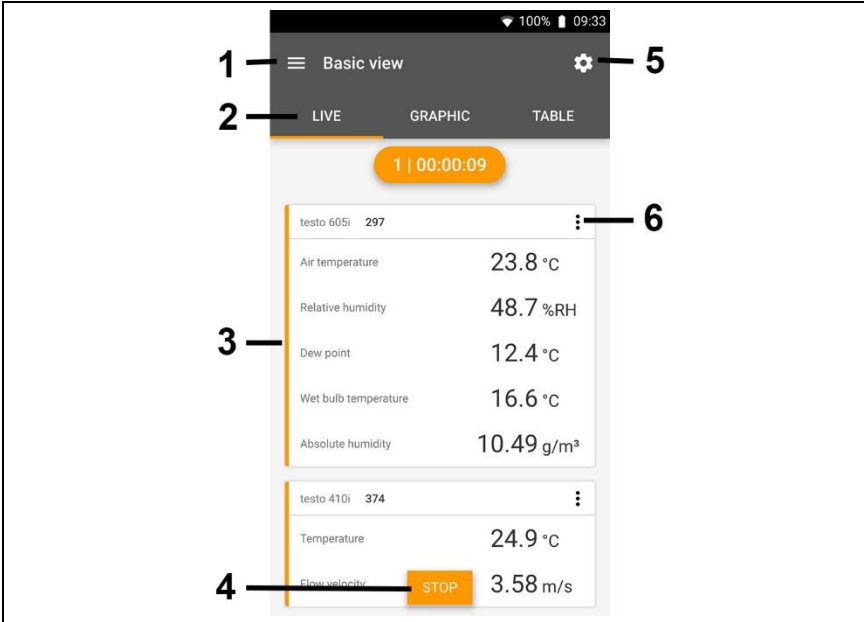 100% 09:33
1 Basic view 5
2 LIVE GRAPHIC TABLE
1 | 00:00:09
testo 605i 297 6
Air temperature 23.8 °C
Relative humidity 48.7 %RH
3
Dew point 12.4 °C
Wet bulb temperature 16.6 °C
Absolute humidity 10.49 g/m³
testo 410i 374
Temperature 24.9 °C
4 Flow velocity STOP 3.58 m/s